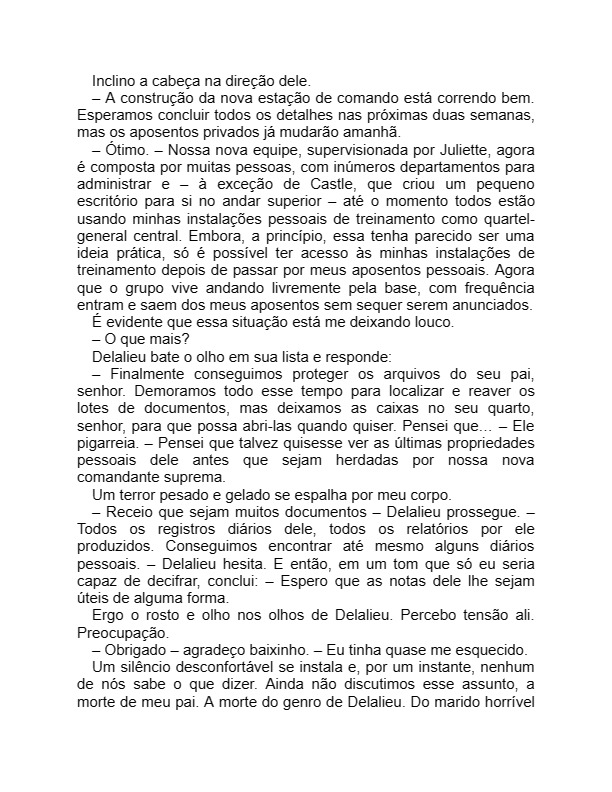 Inclino a cabeça na direção dele.
– A construção da nova estação de comando está correndo bem.
Esperamos concluir todos os detalhes nas próximas duas semanas,
mas os aposentos privados já mudarão amanhã.
– Ótimo. – Nossa nova equipe, supervisionada por Juliette, agora
é composta por muitas pessoas, com inúmeros departamentos para
administrar e – à exceção de Castle, que criou um pequeno
escritório para si no andar superior – até o momento todos estão
usando minhas instalações pessoais de treinamento como quartel-
general central. Embora, a princípio, essa tenha parecido ser uma
ideia prática, só é possível ter acesso às minhas instalações de
treinamento depois de passar por meus aposentos pessoais. Agora
que o grupo vive andando livremente pela base, com frequência
entram e saem dos meus aposentos sem sequer serem anunciados.
É evidente que essa situação está me deixando louco.
– O que mais?
Delalieu bate o olho em sua lista e responde:
– Finalmente conseguimos proteger os arquivos do seu pai,
senhor. Demoramos todo esse tempo para localizar e reaver os
lotes de documentos, mas deixamos as caixas no seu quarto,
senhor, para que possa abri-las quando quiser. Pensei que… – Ele
pigarreia. – Pensei que talvez quisesse ver as últimas propriedades
pessoais dele antes que sejam herdadas por nossa nova
comandante suprema.
Um terror pesado e gelado se espalha por meu corpo.
– Receio que sejam muitos documentos – Delalieu prossegue. –
Todos os registros diários dele, todos os relatórios por ele
produzidos. Conseguimos encontrar até mesmo alguns diários
pessoais. – Delalieu hesita. E então, em um tom que só eu seria
capaz de decifrar, conclui: – Espero que as notas dele lhe sejam
úteis de alguma forma.
Ergo o rosto e olho nos olhos de Delalieu. Percebo tensão ali.
Preocupação.
– Obrigado – agradeço baixinho. – Eu tinha quase me esquecido.
Um silêncio desconfortável se instala e, por um instante, nenhum
de nós sabe o que dizer. Ainda não discutimos esse assunto, a
morte de meu pai. A morte do genro de Delalieu. Do marido horrível